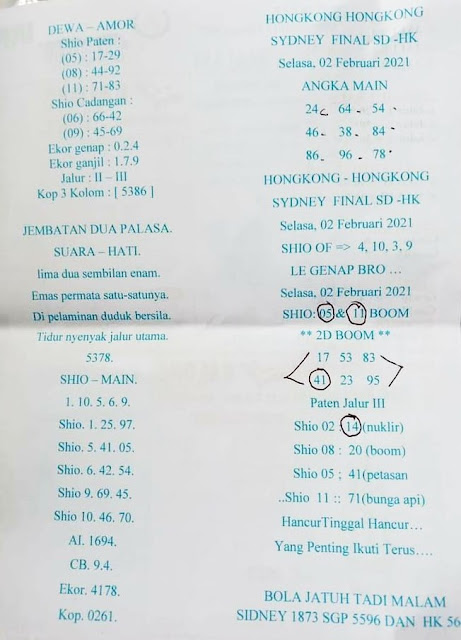 DEWA – AMOR
Shio Paten :
(05) : 17-29
(08) : 44-92
(11) : 71-83
Shio Cadangan :
(06) : 66-42
(09) : 45-69
Ekor genap : 0.2.4
Ekor ganjil : 1.7.9
Jalur : II – III
Kop 3 Kolom : [ 5386 ]
JEMBATAN DUA PALASA.
SUARA – HATI.
lima dua sembilan enam.
Emas permata satu-satunya.
Di pelaminan duduk bersila.
Tidur nyenyak jalur utama.
5378.
SHIO – MAIN.
1. 10. 5. 6. 9.
Shio. 1. 25. 97.
Shio. 5. 41. 05.
Shio. 6. 42. 54.
Shio 9. 69. 45.
Shio 10. 46. 70.
AI. 1694.
CB. 9.4.
Ekor. 4178.
Kop. 0261.
HONGKONG HONGKONG
SYDNEY FINAL SD -HK
Selasa, 02 Februari 2021
ANGKA MAIN
24 64 54
46 38 84
86 96 78
HONGKONG - HONGKONG
SYDNEY FINAL SD -HK
Selasa, 02 Februari 2021
SHIO OF => 4, 10, 3, 9
LE GENAP BRO …
Selasa, 02 Februari 2021
SHIO: 05 & 11 BOOM
** 2D BOOM **
17 53 83
41 23 95
Paten Jalur III
Shio 02 : 14 (nuklir)
Shio 08 : 20 (boom)
Shio 05 ; 41(petasan
..Shio 11 :: 71(bunga api)
HancurTinggal Hancur…
Yang Penting Ikuti Terus….
BOLA JATUH TADI MALAM
SIDNEY 1873 SGP 5596 DAN HK 56